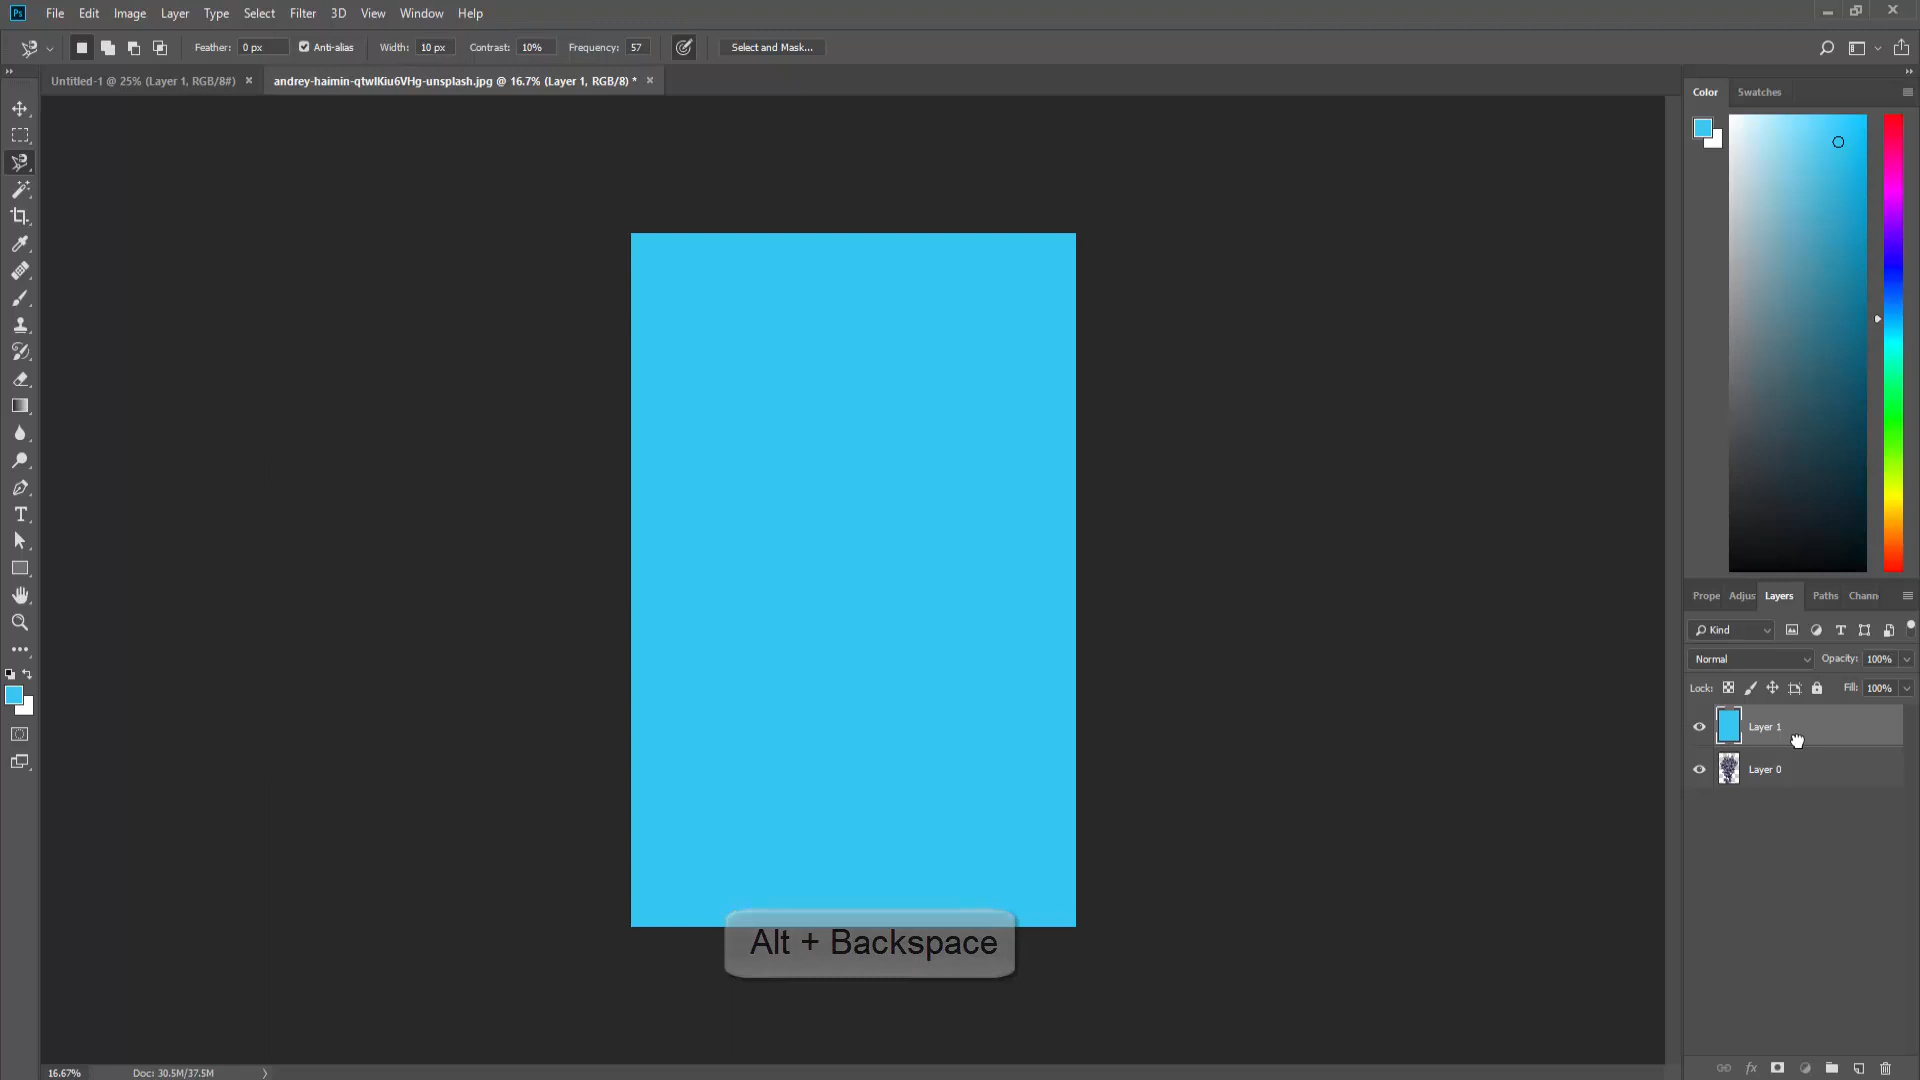 Ps File Edit Image Layer Type Select Filter 3D View Window Help
Feather: 0 px Anti-alias Width: 10 px Contrast: 10% Frequency: 57 Select and Mask...
Untitled-1 @ 25% (Layer 1, RGB/8#) × andrey-haimin-qtwIKiu6VHg-unsplash.jpg @ 16.7% (Layer 1, RGB/8) * ×
Color Swatches
Prope Adjus Layers Paths Chann
Kind
Normal Opacity: 100%
Lock: Fill: 100%
Layer 1
Layer 0
Alt + Backspace
16.67% Doc: 30.5M/37.5M